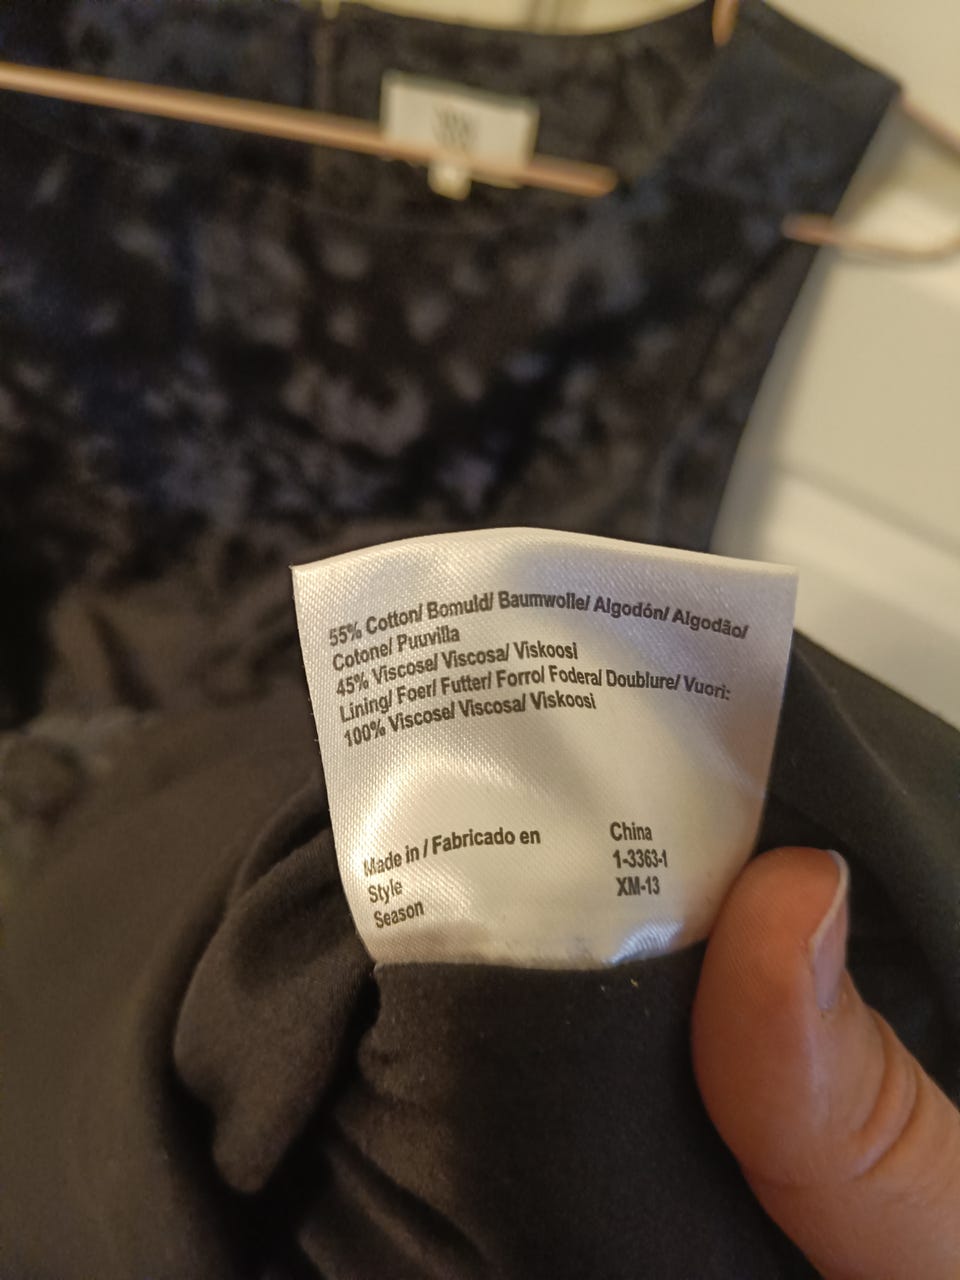 55% Cotton/ Bomuld/ Baumwolle/ Algodón/ Algodão/
Cotone/ Puuvilla
45% Viscose/ Viscosa/ Viskoosi
Lining/ Foer/ Futter/ Forro/ Fodera/ Doublure/ Vuori:
100% Viscose/ Viscosa/ Viskoosi
Made in / Fabricado en China
Style 1-3363-1
Season XM-13